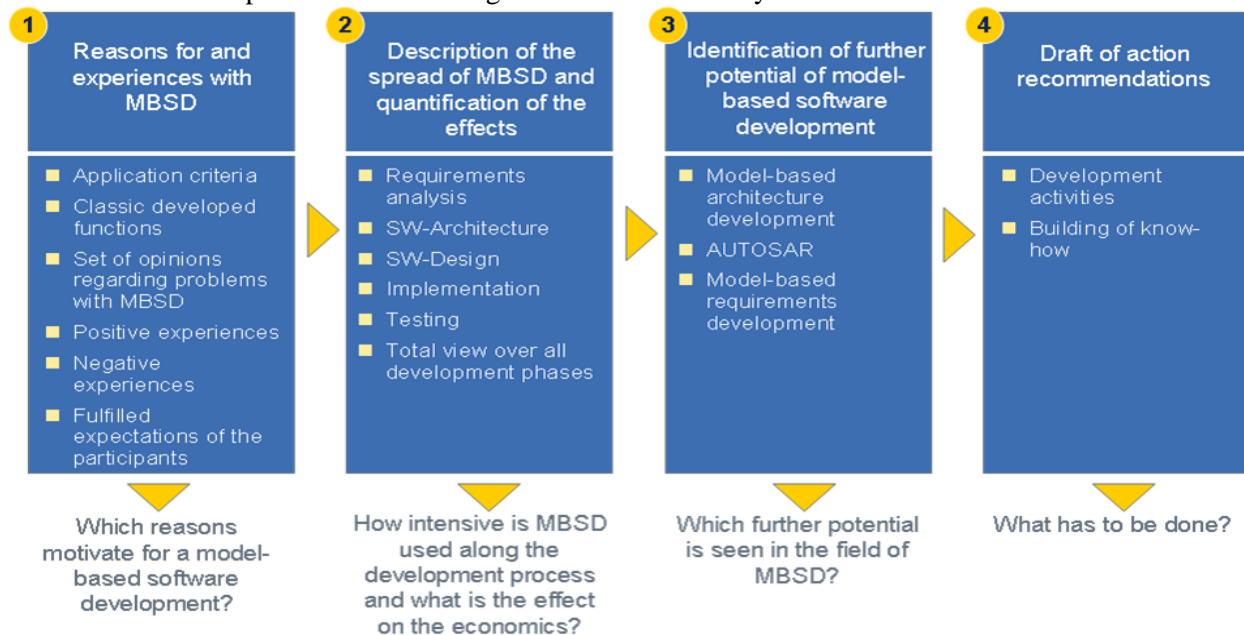 1
Reasons for and
experiences with
MBSD
Application criteria
Classic developed
functions
Set of opinions
regarding problems
with MBSD
Positive experiences
Negative
experiences
Fulfilled
expectations of the
participants
Which reasons
motivate for a model-
based software
development?
2
Description of the
spread of MBSD and
quantification of the
effects
Requirements
analysis
SW-Architecture
SW-Design
Implementation
Testing
Total view over all
development phases
How intensive is MBSD
used along the
development process
and what is the effect
on the economics?
3
Identification of further
potential of model-
based software
development
Model-based
architecture
development
AUTOSAR
Model-based
requirements
development
Which further potential
is seen in the field of
MBSD?
4
Draft of action
recommendations
Development
activities
Building of know-
how
What has to be done?